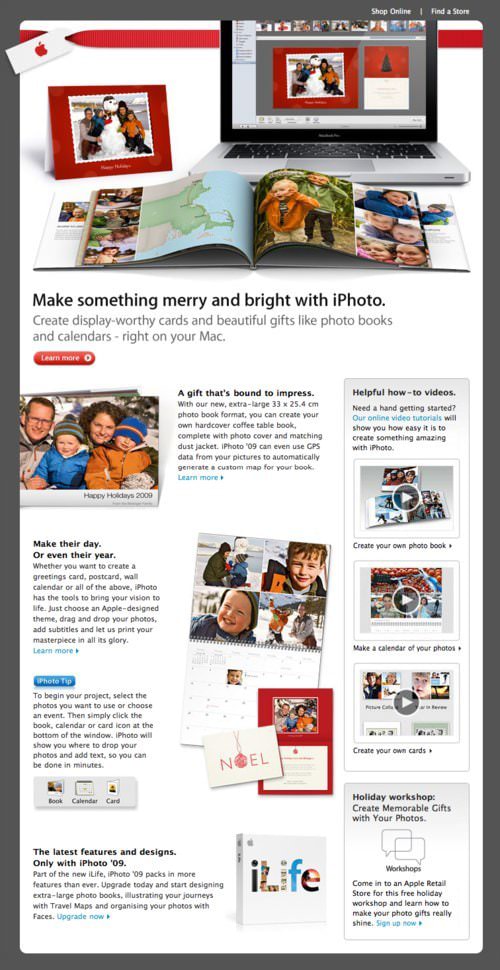 Shop Online | Find a Store
Happy Holidays
Happy Holidays
MacBook Pro
Make something merry and bright with iPhoto.
Create display-worthy cards and beautiful gifts like photo books
and calendars - right on your Mac.
Learn more
Happy Holidays 2009
A gift that's bound to impress.
With our new, extra-large 33 x 25.4 cm
photo book format, you can create your
own hardcover coffee table book,
complete with photo cover and matching
dust jacket. iPhoto '09 can even use GPS
data from your pictures to automatically
generate a custom map for your book.
Learn more
Make their day.
Or even their year.
Whether you want to create a
greetings card, postcard, wall
calendar or all of the above, iPhoto
has the tools to bring your vision to
life. Just choose an Apple-designed
theme, drag and drop your photos,
add subtitles and let us print your
masterpiece in all its glory.
Learn more
iPhoto Tip
To begin your project, select the
photos you want to use or choose
an event. Then simply click the
book, calendar or card icon at the
bottom of the window. iPhoto will
show you where to drop your
photos and add text, so you can
be done in minutes.
Book Calendar Card
NOEL
The latest features and designs.
Only with iPhoto '09.
Part of the new iLife, iPhoto '09 packs in more
features than ever. Upgrade today and start designing
extra-large photo books, illustrating your journeys
with Travel Maps and organising your photos with
Faces. Upgrade now
iLife
Helpful how-to videos.
Need a hand getting started?
Our online video tutorials will
show you how easy it is to
create something amazing
with iPhoto.
Create your own photo book
Make a calendar of your photos
Picture Colla
ar In Review
Create your own cards
Holiday workshop:
Create Memorable Gifts
with Your Photos.
Workshops
Come in to an Apple Retail
Store for this free holiday
workshop and learn how to
make your photo gifts really
shine. Sign up now